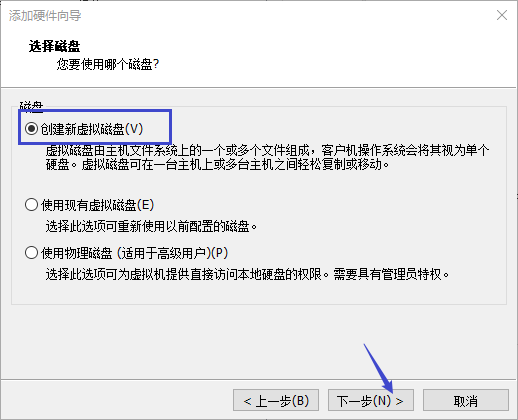 添加硬件向导
选择磁盘
您要使用哪个磁盘?
磁盘
创建新虚拟磁盘(V)
虚拟磁盘由主机文件系统上的一个或多个文件组成，客户机操作系统会将其视为单个
硬盘。虚拟磁盘可在一台主机上或多台主机之间轻松复制或移动。
使用现有虚拟磁盘(E)
选择此选项可重新使用以前配置的磁盘。
使用物理磁盘 (适用于高级用户)(P)
选择此选项可为虚拟机提供直接访问本地硬盘的权限。需要具有管理员特权。
< 上一步(B)
下一步(N) >
取消